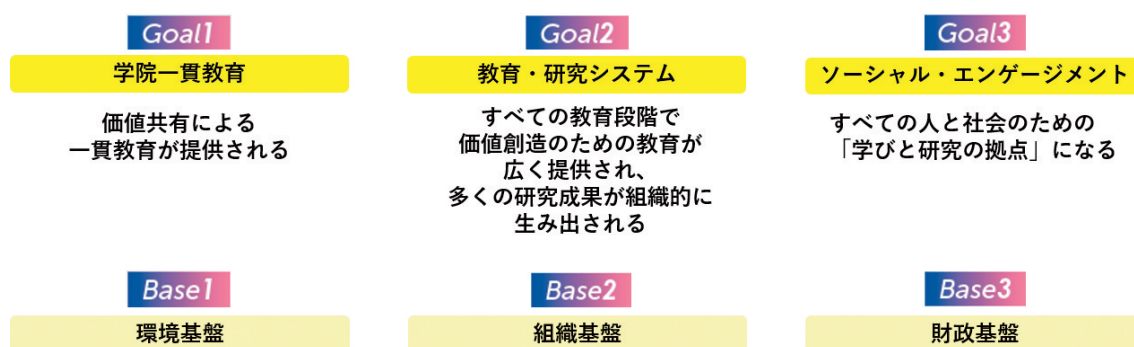 Goal1
学院一貫教育
価値共有による
一貫教育が提供される
Goal2
教育・研究システム
すべての教育段階で
価値創造のための教育が
広く提供され、
多くの研究成果が組織的に
生み出される
Goal3
ソーシャル・エンゲージメント
すべての人と社会のための
「学びと研究の拠点」になる
Base1
環境基盤
Base2
組織基盤
Base3
財政基盤